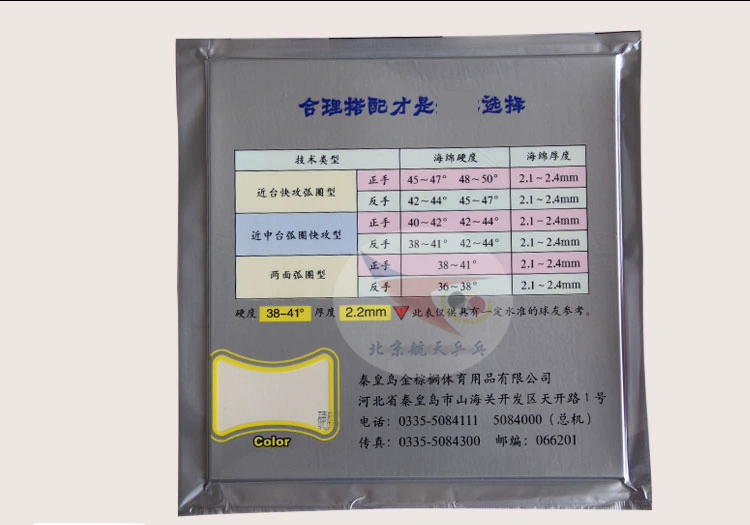 合理搭配才是 选择
技术类型 海绵硬度 海绵厚度
近台快攻弧圈型 正手 45~47° 48~50° 2.1~2.4mm
反手 42~44° 45~47° 2.1~2.4mm
近中台弧圈快攻型 正手 40~42° 42~44° 2.1~2.4mm
反手 38~41° 42~44° 2.1~2.4mm
两面弧圈型 正手 38~41° 2.1~2.4mm
反手 36~38° 2.1~2.4mm
硬度 38-41° 厚度 2.2mm 此表仅供具有一定水准的球友参考。
北京航天乒乓
秦皇岛金棕榈体育用品有限公司
河北省秦皇岛市山海关开发区天开路1号
电话：0335-5084111 5084000（总机）
传真：0335-5084300 邮编：066201
Color